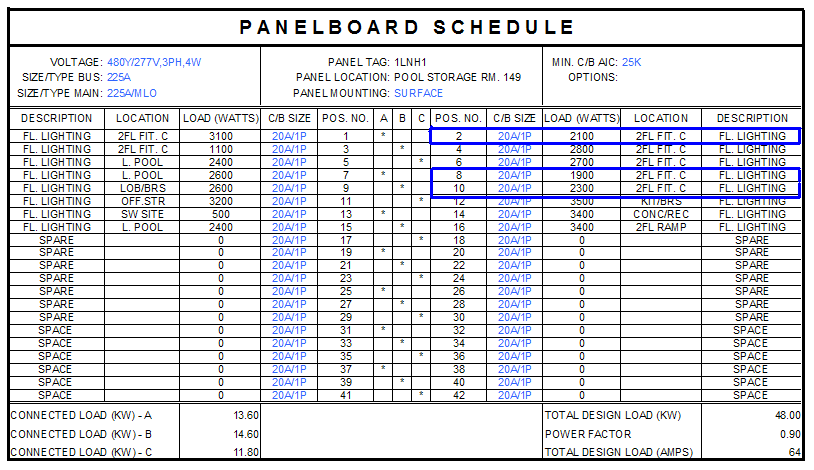 PANELBOARD SCHEDULE
VOLTAGE: 480Y/277V,3PH,4W PANEL TAG: 1LNH1 MIN. C/B AIC: 25K
SIZE/TYPE BUS: 225A PANEL LOCATION: POOL STORAGE RM. 149 OPTIONS:
SIZE/TYPE MAIN: 225A/MLO PANEL MOUNTING: SURFACE
DESCRIPTION LOCATION LOAD (WATTS) C/B SIZE POS. NO. A B C POS. NO. C/B SIZE LOAD (WATTS) LOCATION DESCRIPTION
FL. LIGHTING 2FL FIT. C 3100 20A/1P 1 * 2 20A/1P 2100 2FL FIT. C FL. LIGHTING
FL. LIGHTING 2FL FIT. C 1100 20A/1P 3 * 4 20A/1P 2800 2FL FIT. C FL. LIGHTING
FL. LIGHTING L. POOL 2400 20A/1P 5 * 6 20A/1P 2700 2FL FIT. C FL. LIGHTING
FL. LIGHTING L. POOL 2600 20A/1P 7 * 8 20A/1P 1900 2FL FIT. C FL. LIGHTING
FL. LIGHTING LOB/BRS 2600 20A/1P 9 * 10 20A/1P 2300 2FL FIT. C FL. LIGHTING
FL. LIGHTING OFF.STR 3200 20A/1P 11 * 12 20A/1P 3500 KIT/BRS FL. LIGHTING
FL. LIGHTING SW SITE 500 20A/1P 13 * 14 20A/1P 3400 CONC/REC FL. LIGHTING
FL. LIGHTING L. POOL 2400 20A/1P 15 * 16 20A/1P 3400 2FL RAMP FL. LIGHTING
SPARE 0 20A/1P 17 * 18 20A/1P 0 SPARE
SPARE 0 20A/1P 19 * 20 20A/1P 0 SPARE
SPARE 0 20A/1P 21 * 22 20A/1P 0 SPARE
SPARE 0 20A/1P 23 * 24 20A/1P 0 SPARE
SPARE 0 20A/1P 25 * 26 20A/1P 0 SPARE
SPARE 0 20A/1P 27 * 28 20A/1P 0 SPARE
SPARE 0 20A/1P 29 * 30 20A/1P 0 SPARE
SPACE 0 20A/1P 31 * 32 20A/1P 0 SPACE
SPACE 0 20A/1P 33 * 34 20A/1P 0 SPACE
SPACE 0 20A/1P 35 * 36 20A/1P 0 SPACE
SPACE 0 20A/1P 37 * 38 20A/1P 0 SPACE
SPACE 0 20A/1P 39 * 40 20A/1P 0 SPACE
SPACE 0 20A/1P 41 * 42 20A/1P 0 SPACE
CONNECTED LOAD (KW) - A 13.60 TOTAL DESIGN LOAD (KW) 48.00
CONNECTED LOAD (KW) - B 14.60 POWER FACTOR 0.90
CONNECTED LOAD (KW) - C 11.80 TOTAL DESIGN LOAD (AMPS) 64